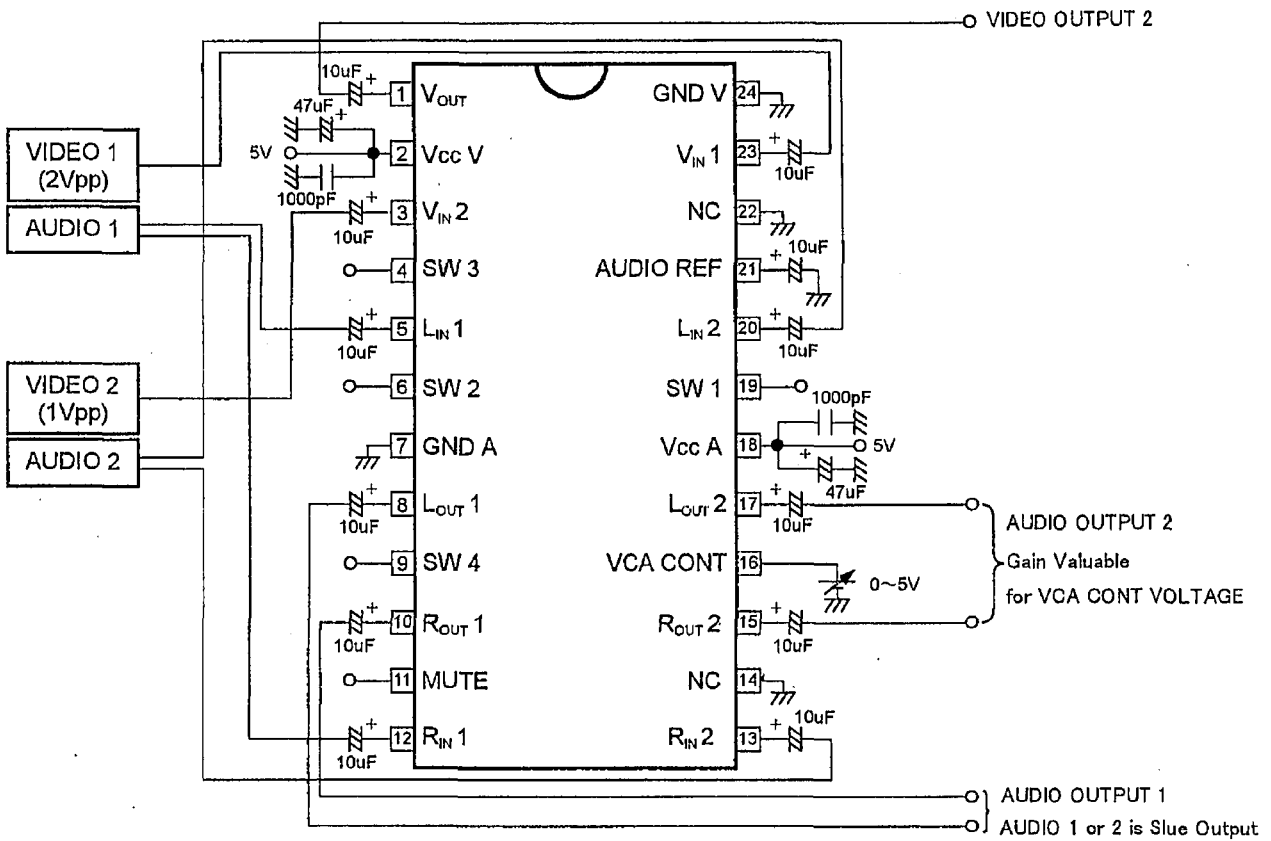 VIDEO OUTPUT 2
10uF +
1 VOUT
GND V 24
47uF +
5V
2 Vcc V
1000pF
VIN 1 23 +
10uF
VIDEO 1
(2Vpp)
AUDIO 1
+
3 VIN 2
10uF
NC 22
4 SW 3
AUDIO REF 21 +
10uF
+
5 LIN 1
10uF
LIN 2 20 +
10uF
VIDEO 2
(1Vpp)
AUDIO 2
6 SW 2
SW 1 19
1000pF
7 GND A
Vcc A 18
5V
+
47uF
+
8 LOUT 1
10uF
LOUT 2 17 +
10uF
AUDIO OUTPUT 2
Gain Valuable
for VCA CONT VOLTAGE
9 SW 4
VCA CONT 16
0~5V
+
10 ROUT 1
10uF
ROUT 2 15 +
10uF
11 MUTE
NC 14
+
12 RIN 1
10uF
RIN 2 13 +
10uF
AUDIO OUTPUT 1
AUDIO 1 or 2 is Slue Output